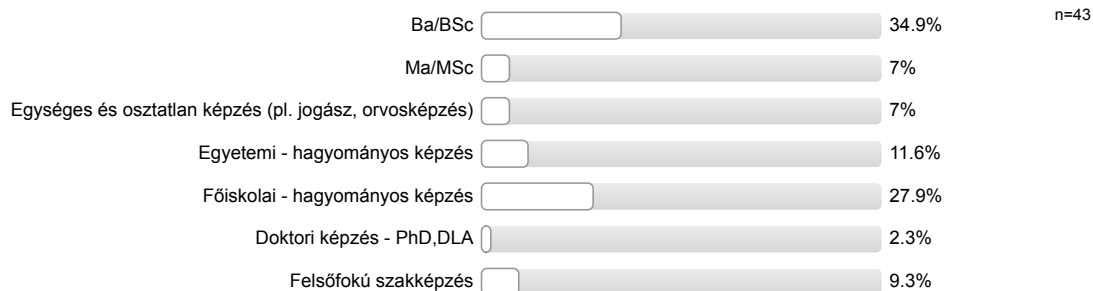 Ba/BSc 34.9% n=43
Ma/MSc 7%
Egységes és osztatlan képzés (pl. jogász, orvosképzés) 7%
Egyetemi - hagyományos képzés 11.6%
Főiskolai - hagyományos képzés 27.9%
Doktori képzés - PhD,DLA 2.3%
Felsőfokú szakképzés 9.3%